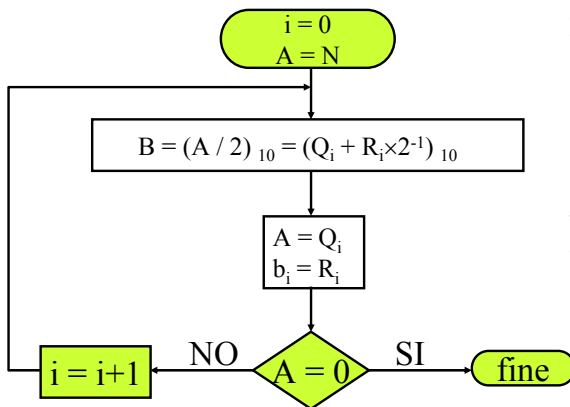 i = 0
A = N
B = (A / 2) ₁₀ = (Qᵢ + Rᵢ×2⁻¹) ₁₀
A = Qᵢ
bᵢ = Rᵢ
NO
A = 0
SI
i = i+1
fine